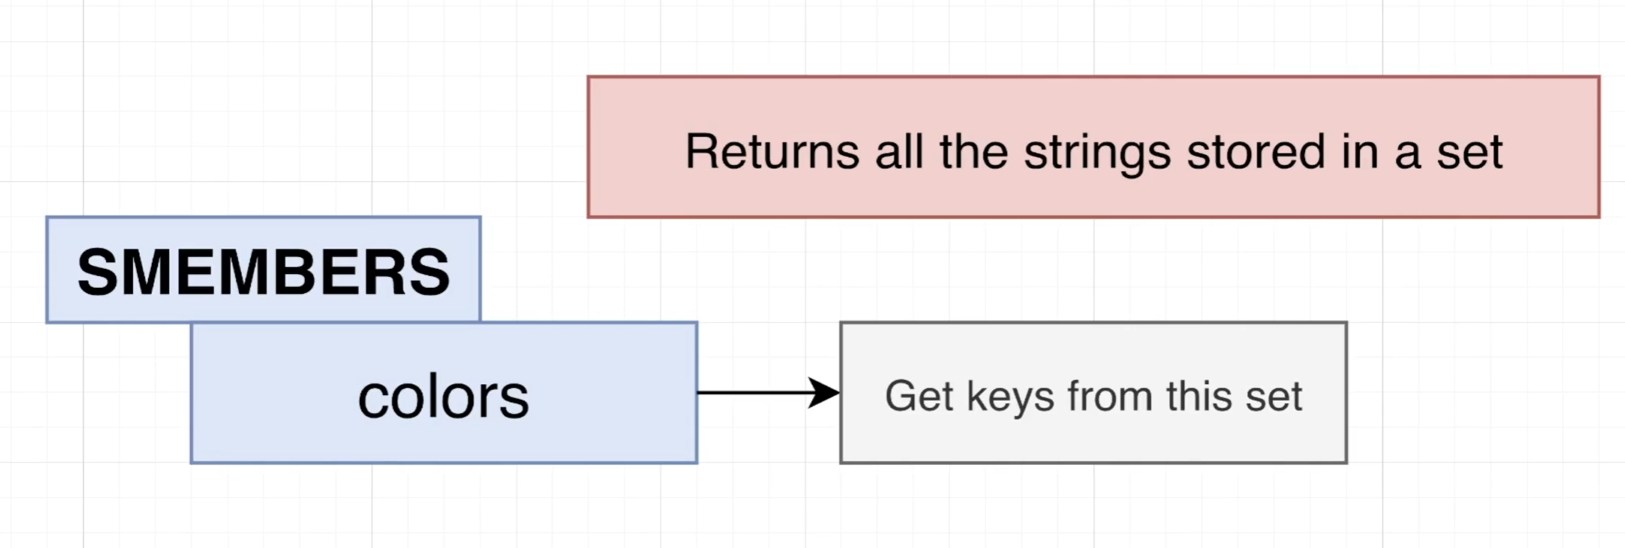 Returns all the strings stored in a set
SMEMBERS
colors
Get keys from this set